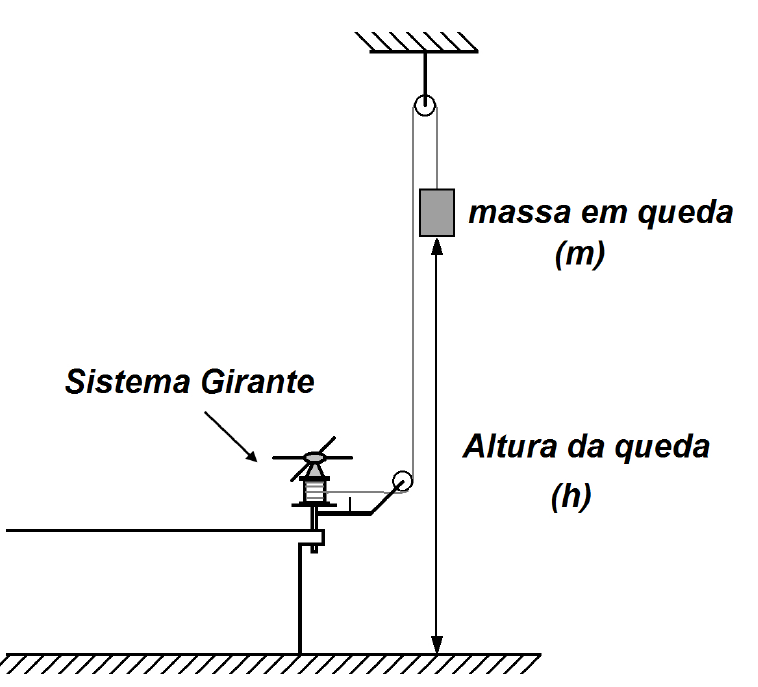 massa em queda
(m)
Sistema Girante
Altura da queda
(h)